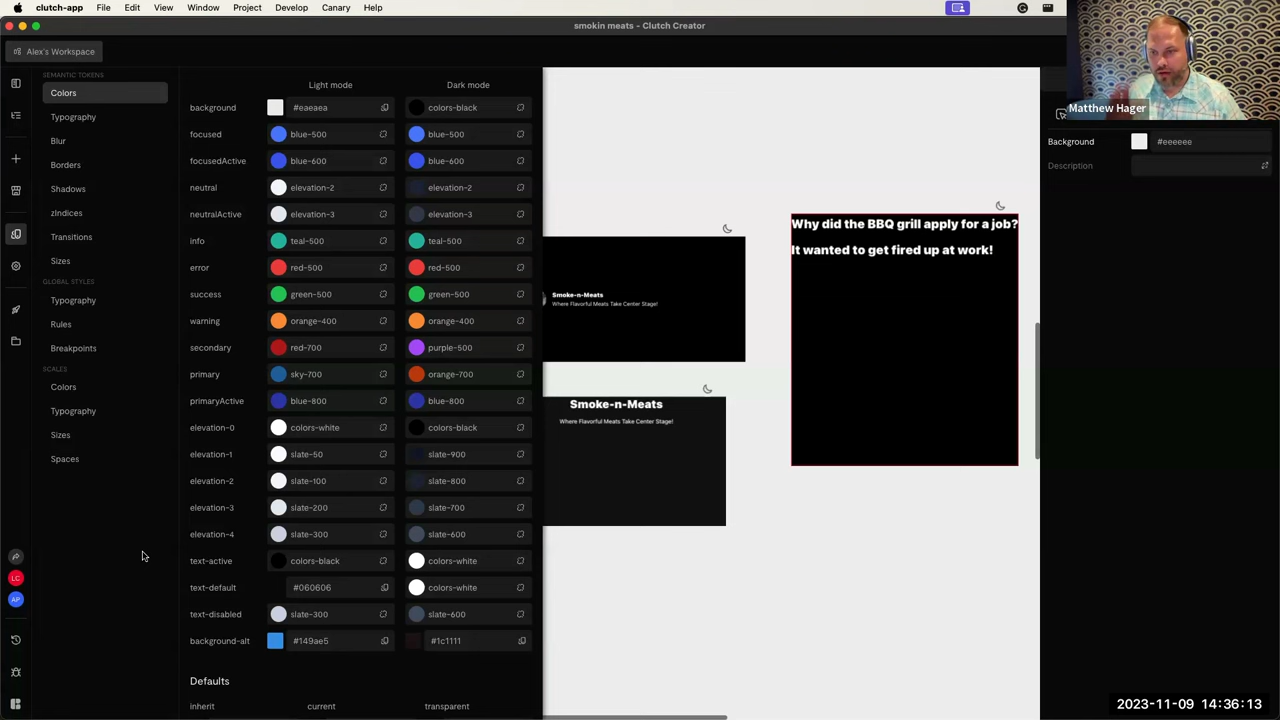 clutch-app File Edit View Window Project Develop Canary Help
smokin meats - Clutch Creator
Alex's Workspace
SEMANTIC TOKENS
Colors
Typography
Blur
Borders
Shadows
zIndices
Transitions
Sizes
GLOBAL STYLES
Typography
Rules
Breakpoints
SCALES
Colors
Typography
Sizes
Spaces
LC
AP
Light mode Dark mode
background #eaeaea colors-black
focused blue-500 blue-500
focusedActive blue-600 blue-600
neutral elevation-2 elevation-2
neutralActive elevation-3 elevation-3
info teal-500 teal-500
error red-500 red-500
success green-500 green-500
warning orange-400 orange-400
secondary red-700 purple-500
primary sky-700 orange-700
primaryActive blue-800 blue-800
elevation-0 colors-white colors-black
elevation-1 slate-50 slate-900
elevation-2 slate-100 slate-800
elevation-3 slate-200 slate-700
elevation-4 slate-300 slate-600
text-active colors-black colors-white
text-default #060606 colors-white
text-disabled slate-300 slate-600
background-alt #149ae5 #1c1111
Defaults
inherit current transparent
Smoke-n-Meats
Where Flavorful Meats Take Center Stage!
Smoke-n-Meats
Where Flavorful Meats Take Center Stage!
Why did the BBQ grill apply for a job?
It wanted to get fired up at work!
Matthew Hager
Background #eeeeee
Description
2023-11-09 14:36:13